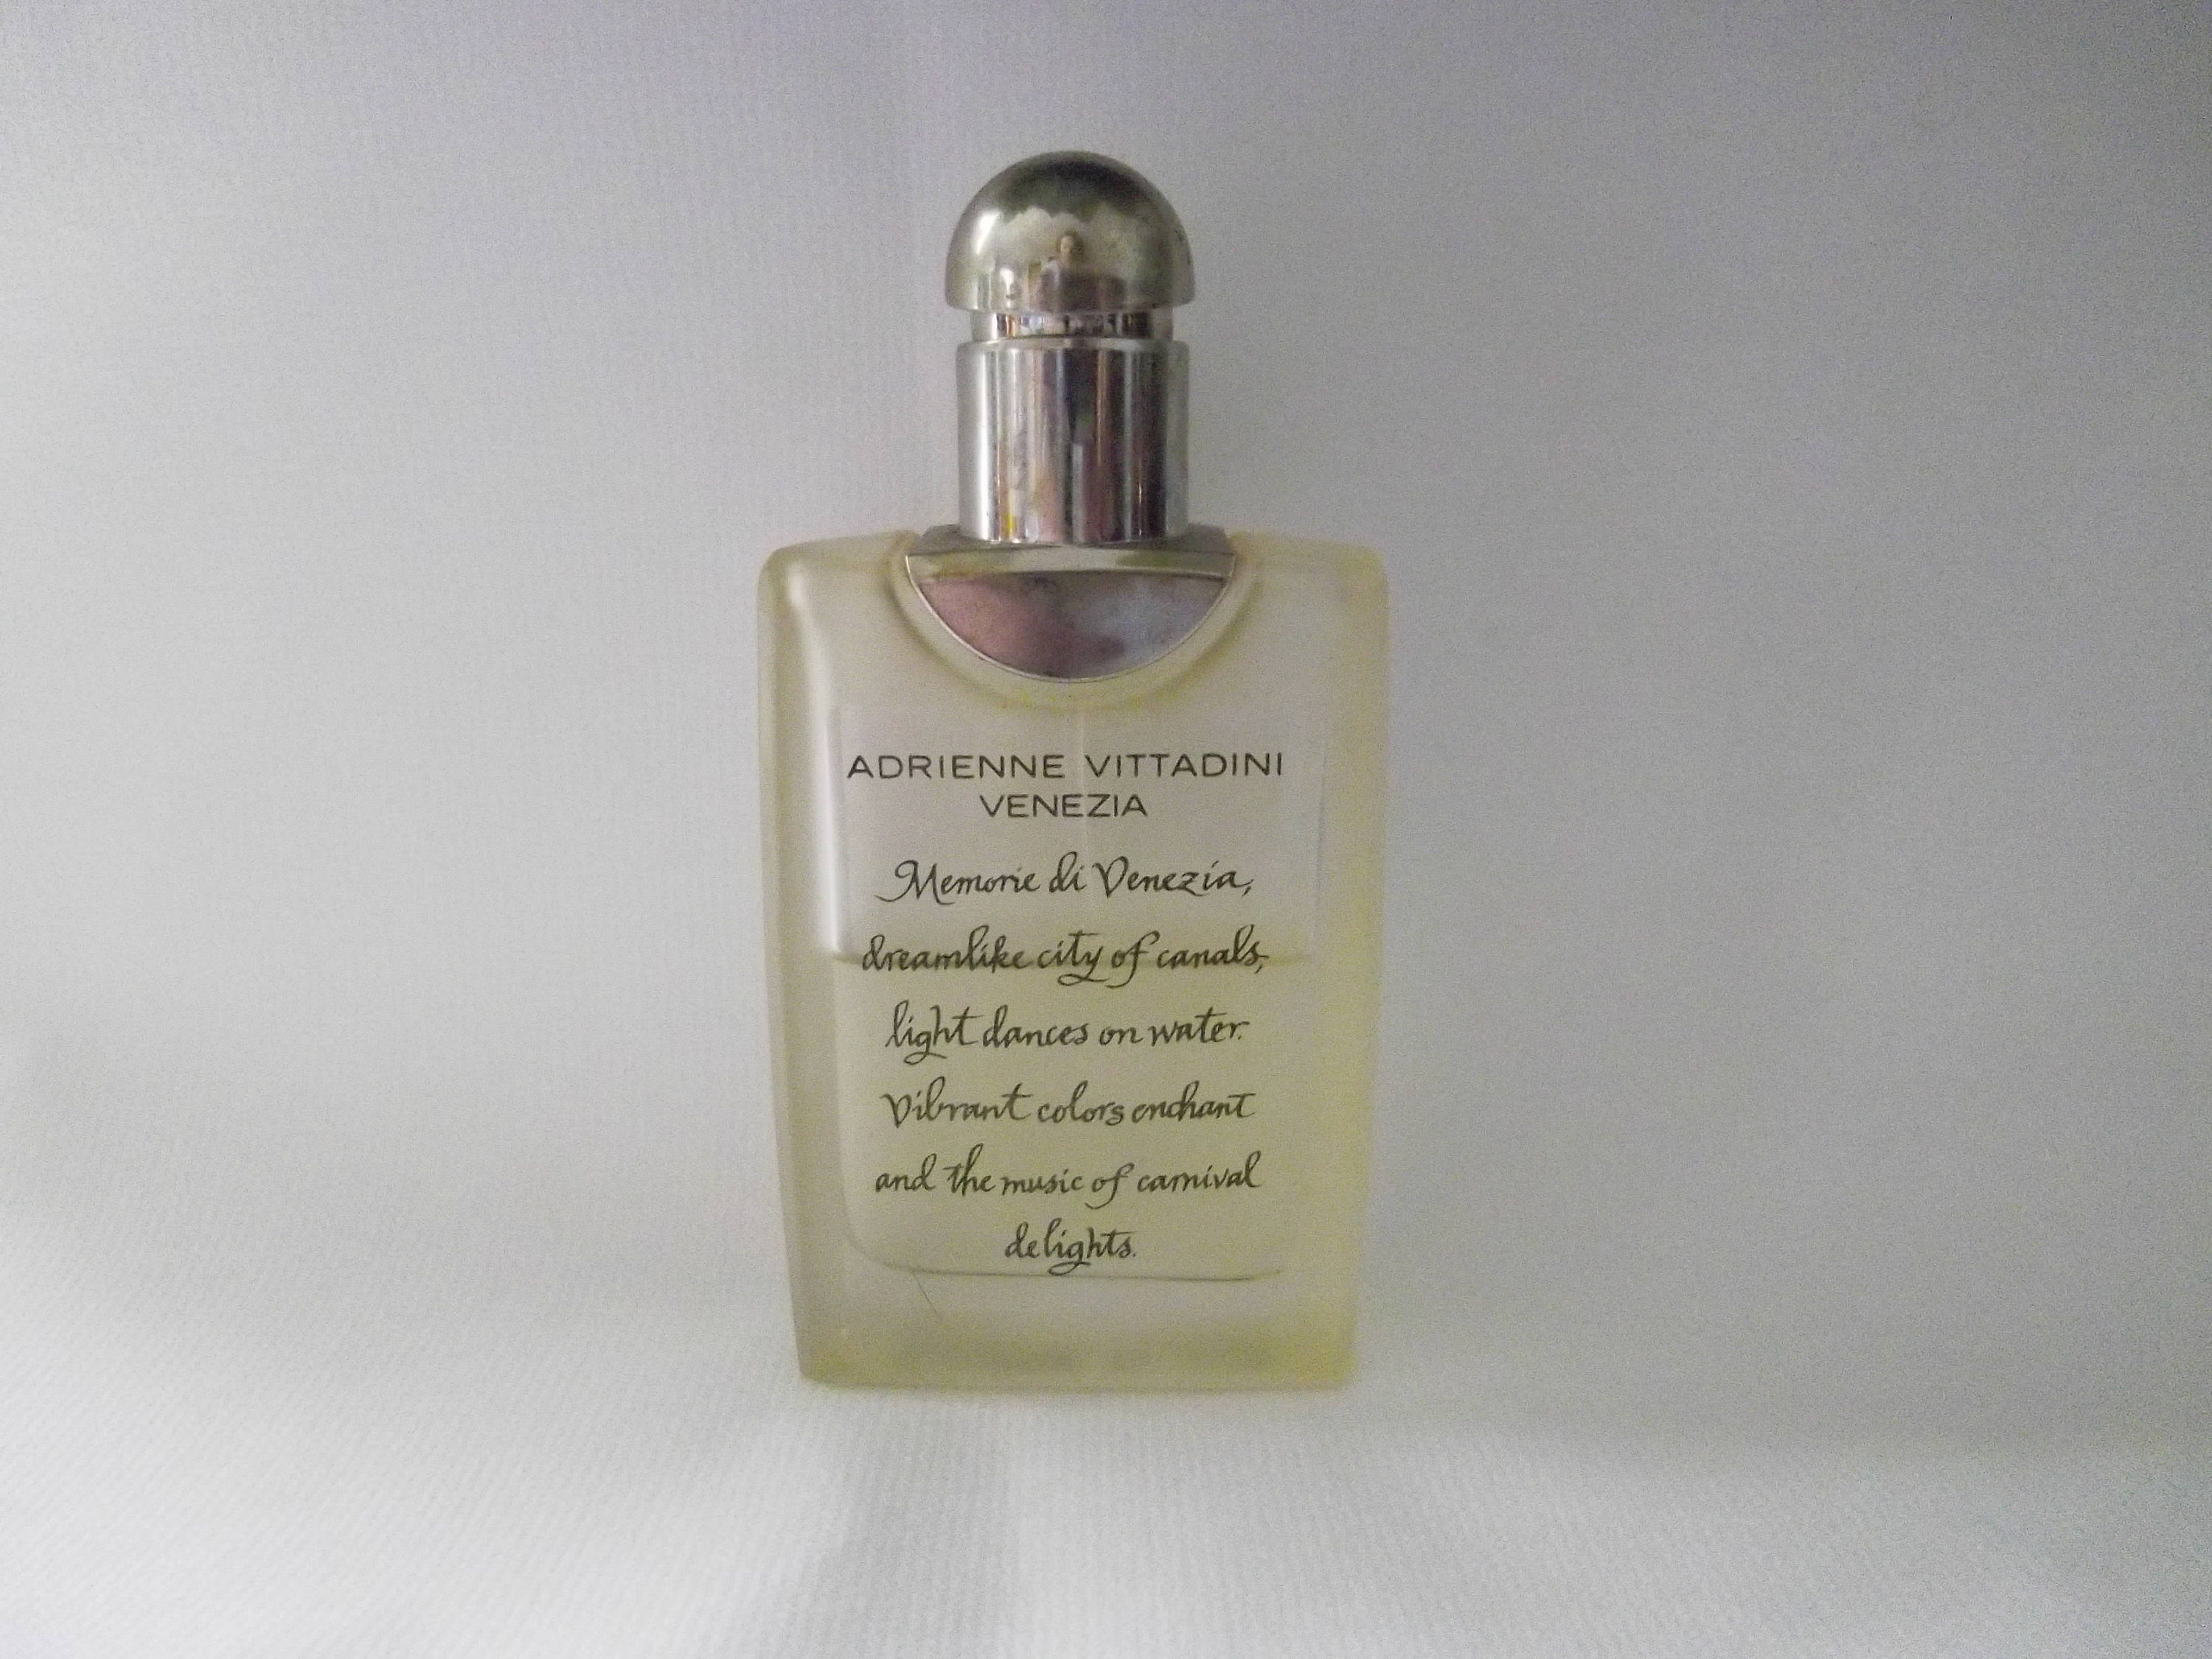 ADRIENNE VITTADINI
VENEZIA
Memorie di Venezia,
dreamlike city of canals,
light dances on water.
Vibrant colors enchant
and the music of carnival
delights.